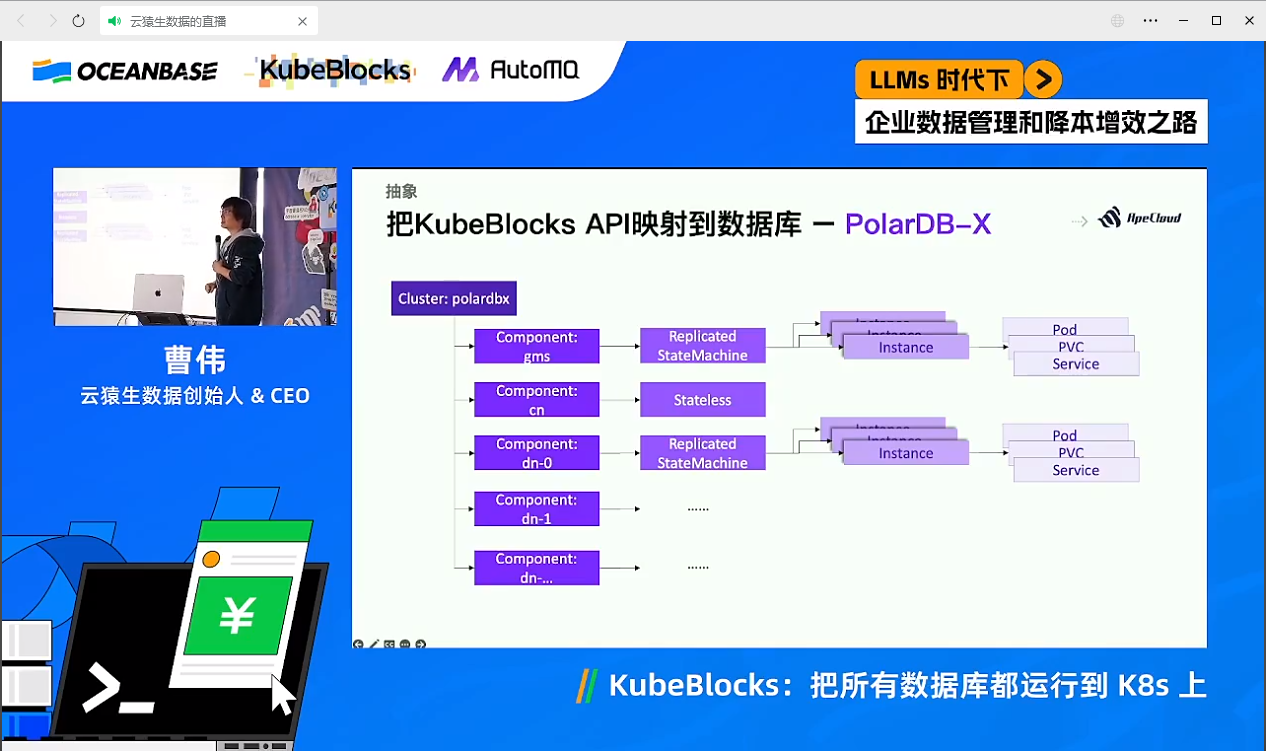 云猿生数据的直播
OCEANBASE
KubeBlocks
AutoMQ
LLMs 时代下
企业数据管理和降本增效之路
抽象
把KubeBlocks API映射到数据库 — PolarDB-X
ApeCloud
Cluster: polardbx
Component:
gms
Replicated
StateMachine
Instance
Instance
Instance
Pod
PVC
Service
Component:
cn
Stateless
Component:
dn-0
Replicated
StateMachine
Instance
Instance
Instance
Pod
PVC
Service
Component:
dn-1
......
Component:
dn-...
......
曹伟
云猿生数据创始人 & CEO
¥
>_
KubeBlocks：把所有数据库都运行到 K8s 上